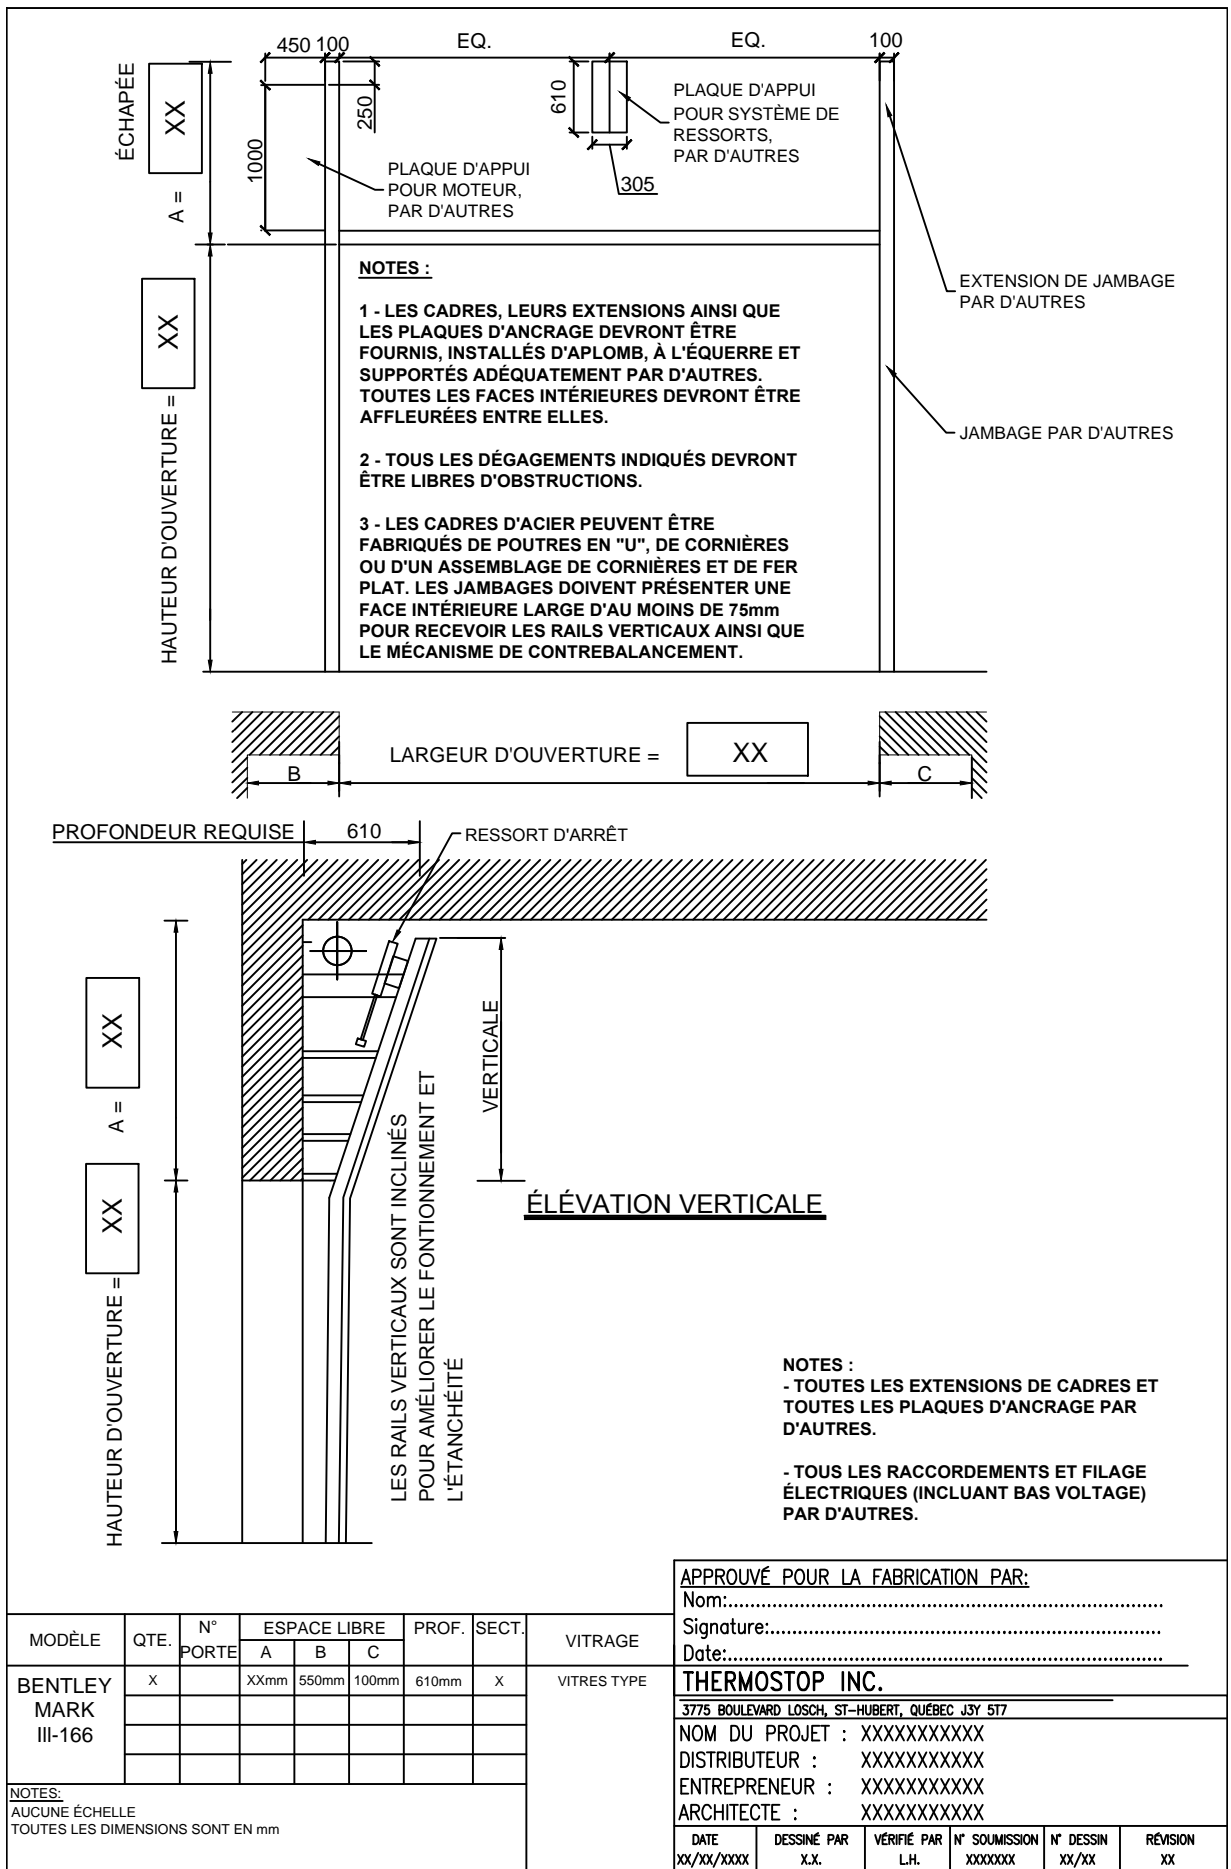 450 100
EQ.
EQ.
100
ÉCHAPÉE
XX
A =
1000
250
610
305
PLAQUE D'APPUI
POUR SYSTÈME DE
RESSORTS,
PAR D'AUTRES
PLAQUE D'APPUI
POUR MOTEUR,
PAR D'AUTRES
EXTENSION DE JAMBAGE
PAR D'AUTRES
JAMBAGE PAR D'AUTRES
XX
HAUTEUR D'OUVERTURE =
NOTES :
1 - LES CADRES, LEURS EXTENSIONS AINSI QUE
LES PLAQUES D'ANCRAGE DEVRONT ÊTRE
FOURNIS, INSTALLÉS D'APLOMB, À L'ÉQUERRE ET
SUPPORTÉS ADÉQUATEMENT PAR D'AUTRES.
TOUTES LES FACES INTÉRIEURES DEVRONT ÊTRE
AFFLEURÉES ENTRE ELLES.
2 - TOUS LES DÉGAGEMENTS INDIQUÉS DEVRONT
ÊTRE LIBRES D'OBSTRUCTIONS.
3 - LES CADRES D'ACIER PEUVENT ÊTRE
FABRIQUÉS DE POUTRES EN "U", DE CORNIÈRES
OU D'UN ASSEMBLAGE DE CORNIÈRES ET DE FER
PLAT. LES JAMBAGES DOIVENT PRÉSENTER UNE
FACE INTÉRIEURE LARGE D'AU MOINS DE 75mm
POUR RECEVOIR LES RAILS VERTICAUX AINSI QUE
LE MÉCANISME DE CONTREBALANCEMENT.
B
LARGEUR D'OUVERTURE =
XX
C
PROFONDEUR REQUISE
610
RESSORT D'ARRÊT
XX
A =
XX
HAUTEUR D'OUVERTURE =
VERTICALE
LES RAILS VERTICAUX SONT INCLINÉS
POUR AMÉLIORER LE FONTIONNEMENT ET
L'ÉTANCHÉITÉ
ÉLÉVATION VERTICALE
NOTES :
- TOUTES LES EXTENSIONS DE CADRES ET
TOUTES LES PLAQUES D'ANCRAGE PAR
D'AUTRES.
- TOUS LES RACCORDEMENTS ET FILAGE
ÉLECTRIQUES (INCLUANT BAS VOLTAGE)
PAR D'AUTRES.
MODÈLE QTE. N° PORTE ESPACE LIBRE PROF. SECT. VITRAGE
A B C
BENTLEY
MARK
III-166
X XXmm 550mm 100mm 610mm X VITRES TYPE
NOTES:
AUCUNE ÉCHELLE
TOUTES LES DIMENSIONS SONT EN mm
APPROUVÉ POUR LA FABRICATION PAR:
Nom:
Signature:
Date:
THERMOSTOP INC.
3775 BOULEVARD LOSCH, ST-HUBERT, QUÉBEC J3Y 5T7
NOM DU PROJET : XXXXXXXXXXX
DISTRIBUTEUR : XXXXXXXXXXX
ENTREPRENEUR : XXXXXXXXXXX
ARCHITECTE : XXXXXXXXXXX
DATE DESSINÉ PAR VÉRIFIÉ PAR N° SOUMISSION N° DESSIN RÉVISION
XX/XX/XXXX X.X. L.H. XXXXXXX XX/XX XX